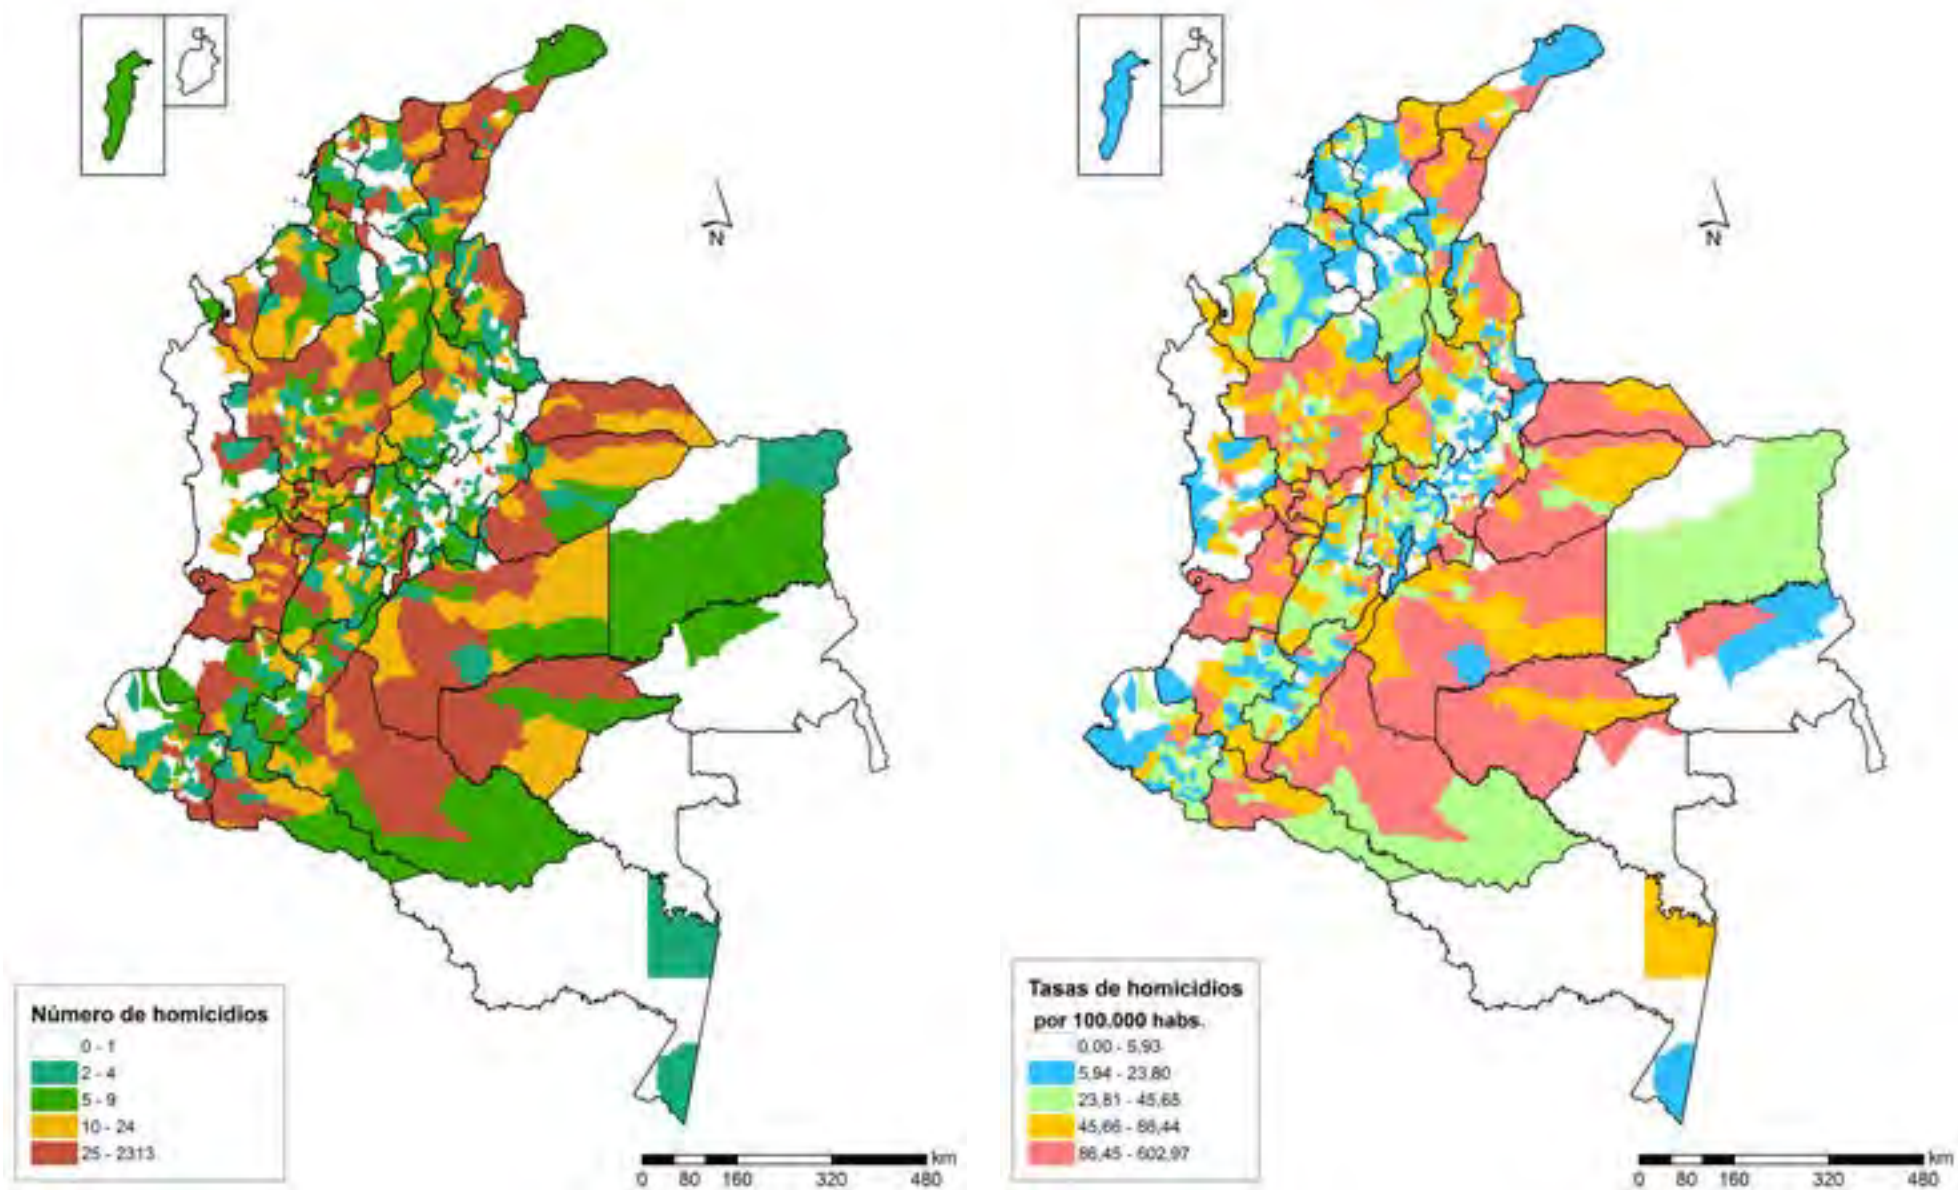 N
N
Número de homicidios
0 - 1
2 - 4
5 - 9
10 - 24
25 - 2313
km
0 80 160 320 480
Tasas de homicidios
por 100.000 habs.
0,00 - 5,93
5,94 - 23,80
23,81 - 45,65
45,66 - 86,44
86,45 - 602,97
km
0 80 160 320 480